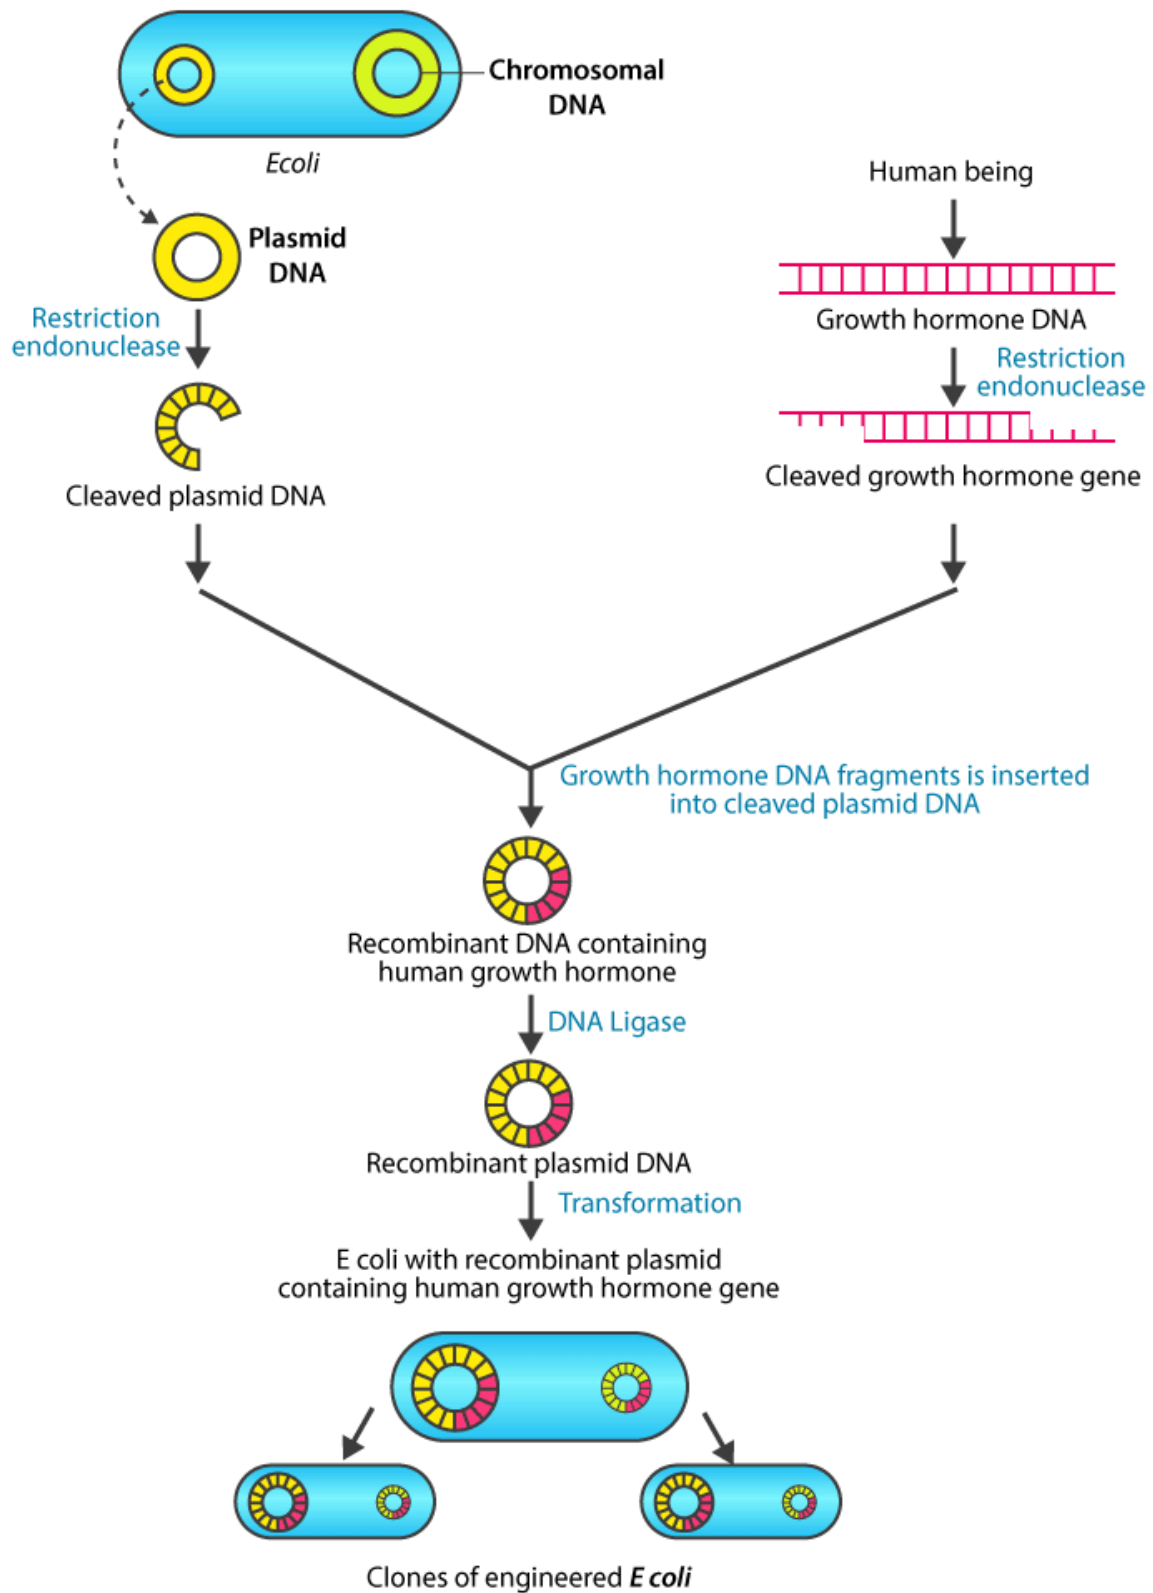 Chromosomal
DNA
Ecoli
Human being
Plasmid
DNA
Restriction
endonuclease
Growth hormone DNA
Restriction
endonuclease
Cleaved plasmid DNA
Cleaved growth hormone gene
Growth hormone DNA fragments is inserted
into cleaved plasmid DNA
Recombinant DNA containing
human growth hormone
DNA Ligase
Recombinant plasmid DNA
Transformation
E coli with recombinant plasmid
containing human growth hormone gene
Clones of engineered E coli